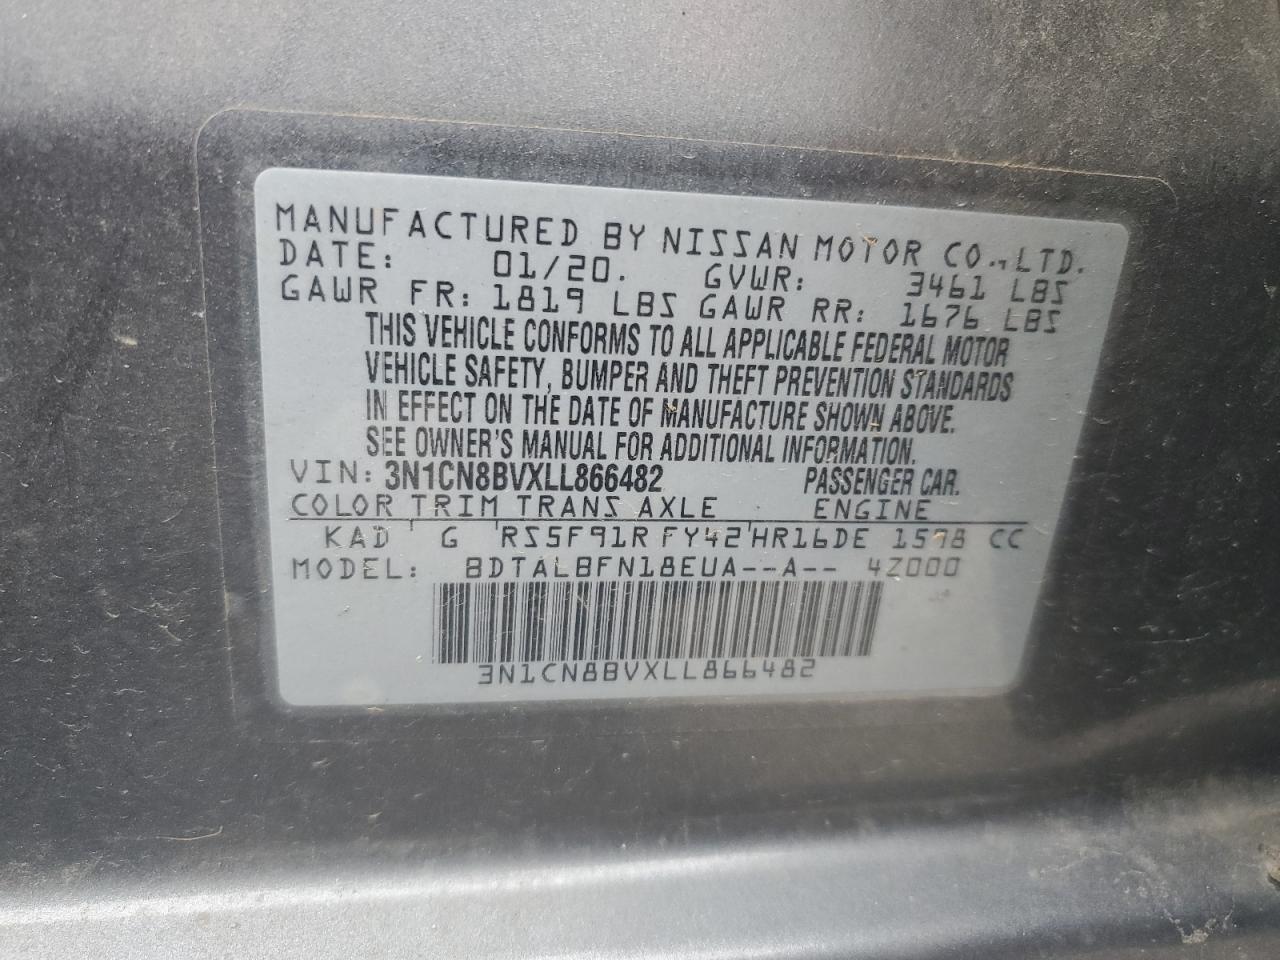 MANUFACTURED BY NISSAN MOTOR CO., LTD.
DATE: 01/20. GVWR: 3461 LBS
GAWR FR: 1819 LBS GAWR RR: 1676 LBS
THIS VEHICLE CONFORMS TO ALL APPLICABLE FEDERAL MOTOR
VEHICLE SAFETY, BUMPER AND THEFT PREVENTION STANDARDS
IN EFFECT ON THE DATE OF MANUFACTURE SHOWN ABOVE.
SEE OWNER'S MANUAL FOR ADDITIONAL INFORMATION.
VIN: 3N1CN8BVXLL866482 PASSENGER CAR.
COLOR TRIM TRANS AXLE ENGINE
KAD G RS5F91R FY42 HR16DE 1598 CC
MODEL: BDTALBFN18EUA--A-- 4Z000
3N1CN8BVXLL866482